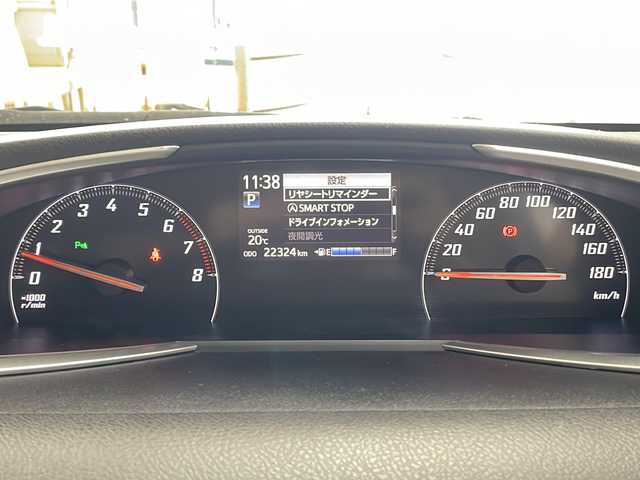 11:38 設定
P
リヤシートリマインダー
SMART STOP
ドライブインフォメーション
夜間調光
OUTSIDE
20℃
ODO 22324 km E F
0 1 2 3 4 5 6 7 8
×1000
r/min
0 20 40 60 80 100 120 140 160 180
km/h